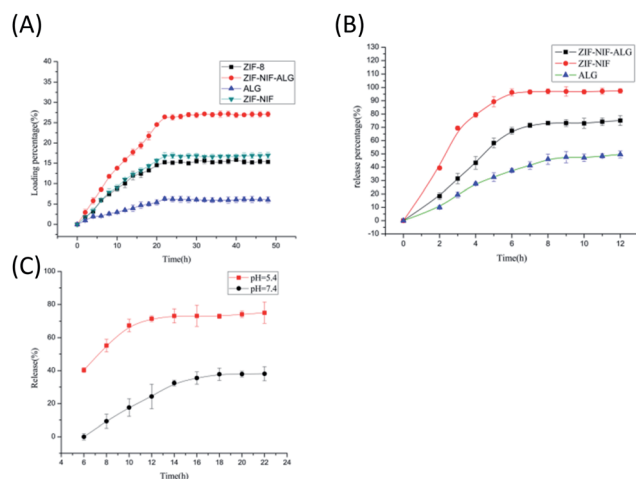 (A)
ZIF-8
ZIF-NIF-ALG
ALG
ZIF-NIF
Loading percentage(%)
40
35
30
25
20
15
10
5
0
0 10 20 30 40 50
Time(h)
(B)
ZIF-NIF-ALG
ZIF-NIF
ALG
release percentage(%)
130
120
110
100
90
80
70
60
50
40
30
20
10
0
-10
0 2 4 6 8 10 12
Time(h)
(C)
pH=5.4
pH=7.4
Release(%)
100
80
60
40
20
0
4 6 8 10 12 14 16 18 20 22 24
Time(h)